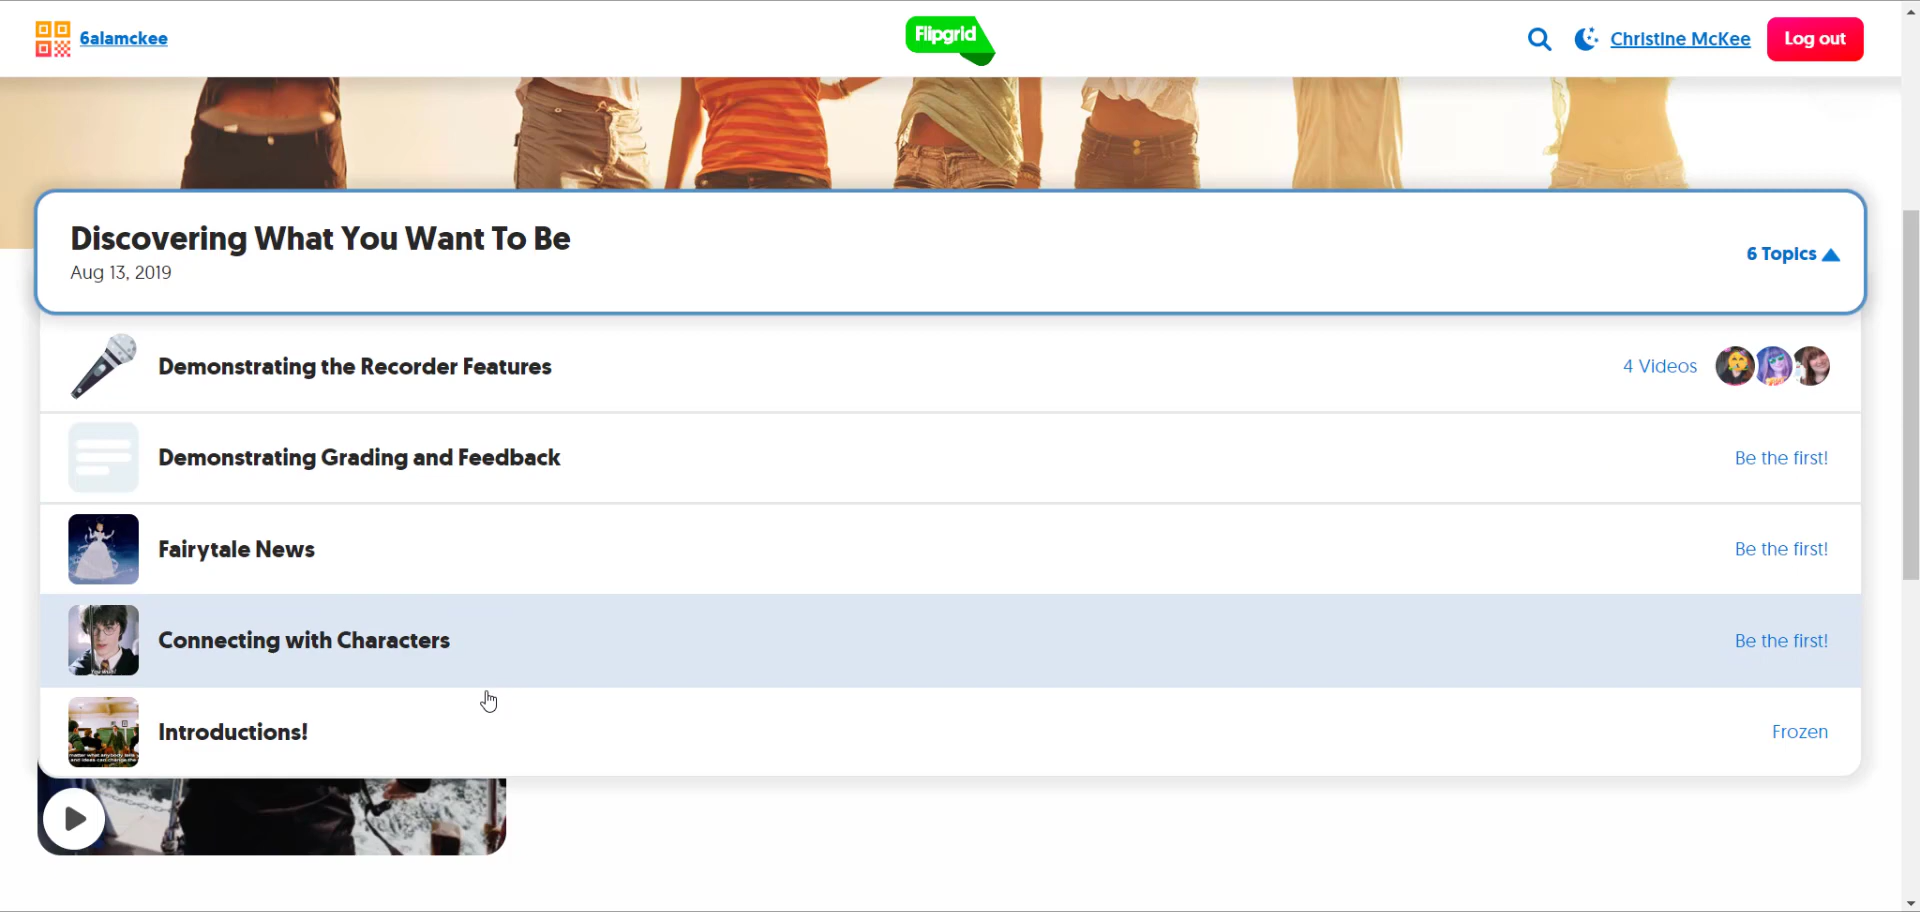 6alamckee
Flipgrid
Christine McKee
Log out
Discovering What You Want To Be
Aug 13, 2019
6 Topics
Demonstrating the Recorder Features
4 Videos
Demonstrating Grading and Feedback
Be the first!
Fairytale News
Be the first!
Connecting with Characters
Be the first!
Introductions!
Frozen